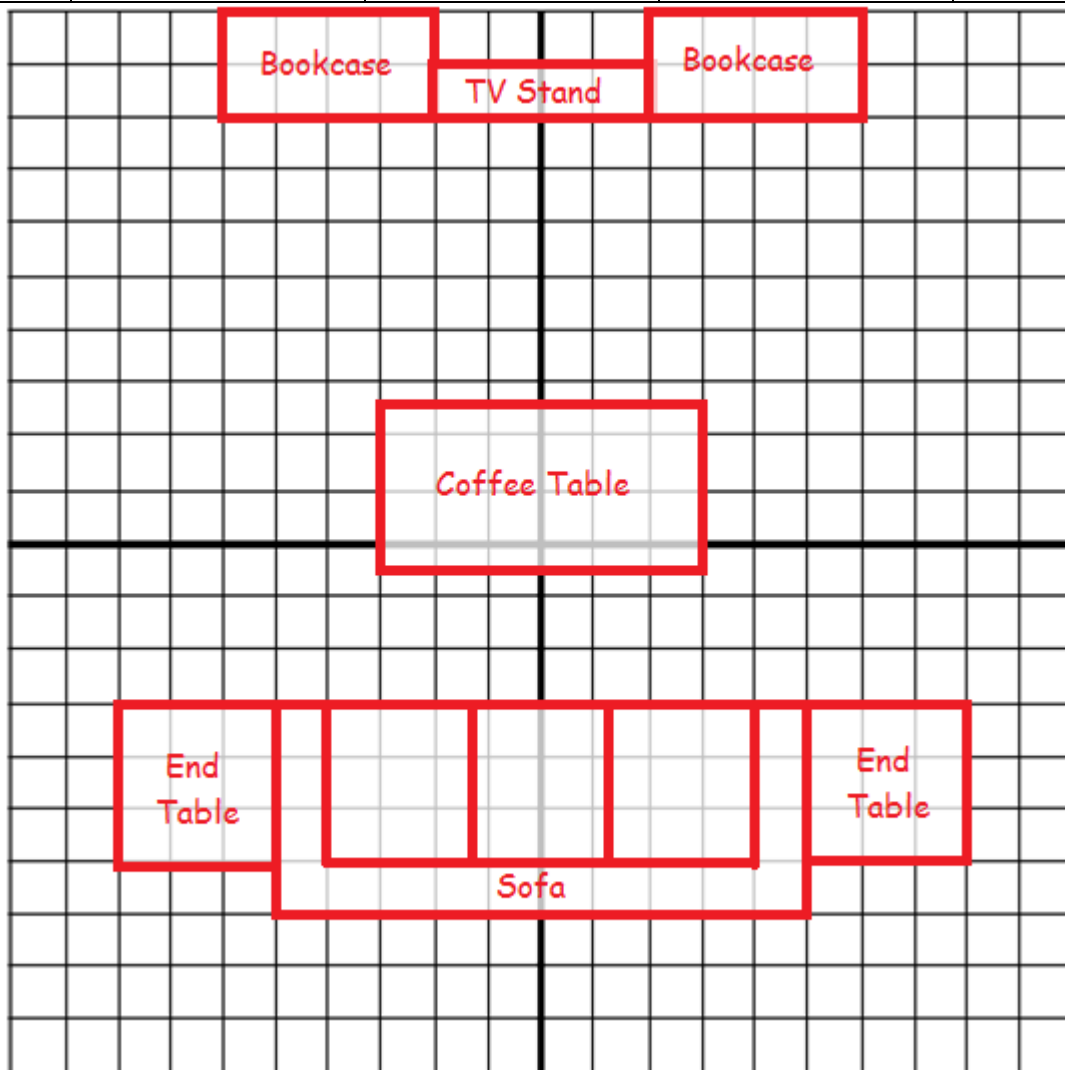 Bookcase
TV Stand
Bookcase
Coffee Table
End
Table
Sofa
End
Table